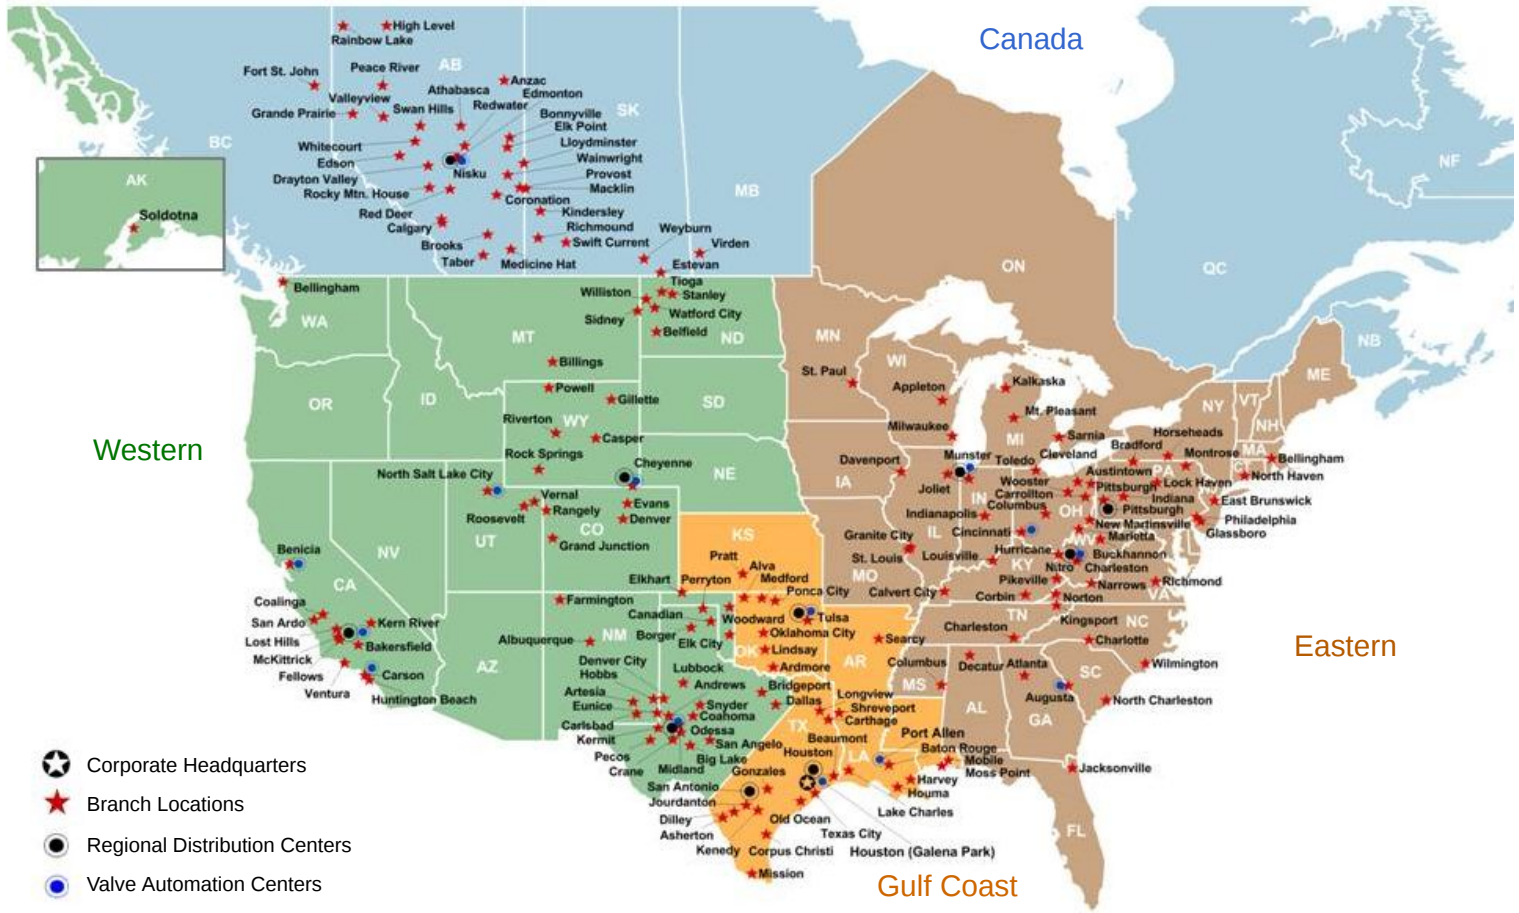 Canada
High Level
Rainbow Lake
Fort St. John
Peace River
AB
Anzac
Athabasca
Edmonton
Valleyview
Swan Hills
Redwater
Bonnyville
Grande Prairie
SK
Elk Point
BC
Whitecourt
Lloydminster
Edson
Wainwright
NF
Drayton Valley
Nisku
Provost
AK
Rocky Mtn. House
Macklin
MB
Coronation
Soldotna
Red Deer
Kindersley
Calgary
Richmound
Weyburn
Brooks
Swift Current
Virden
Taber
Medicine Hat
Estevan
ON
QC
Bellingham
Tioga
Williston
Stanley
Sidney
Watford City
WA
Belfield
MT
ND
MN
NB
WI
Billings
St. Paul
ME
Powell
Appleton
Kalkaska
OR
ID
Gillette
SD
NY
VT
Riverton
WY
Mt. Pleasant
Milwaukee
NH
Casper
MI
Sarnia
Horseheads
Western
Bradford
Rock Springs
Munster
Cleveland
Montrose
MA
Davenport
Toledo
Bellingham
Cheyenne
Austintown
PA
CT
North Salt Lake City
NE
IA
Joliet
Wooster
Lock Haven
North Haven
Vernal
Carrollton
Pittsburgh
NJ
IN
Indiana
East Brunswick
Evans
Columbus
Roosevelt
Rangely
Indianapolis
OH
Pittsburgh
Denver
Philadelphia
CO
New Martinsville
KS
IL
Cincinnati
Glassboro
UT
Grand Junction
Granite City
WV
Marietta
Benicia
NV
Pratt
St. Louis
Louisville
Hurricane
Buckhannon
Alva
KY
Nitro
Charleston
CA
Elkhart
Perryton
Medford
MO
Pikeville
Narrows
Richmond
Coalinga
Farmington
Ponca City
Calvert City
Corbin
Norton
VA
San Ardo
Kern River
Canadian
Woodward
Tulsa
TN
Kingsport
NC
Lost Hills
Albuquerque
NM
Borger
Oklahoma City
Searcy
Charleston
Charlotte
Bakersfield
Elk City
OK
Lindsay
Eastern
McKittrick
AZ
Denver City
Lubbock
Ardmore
AR
Columbus
Decatur
Atlanta
Wilmington
Fellows
Carson
Hobbs
MS
SC
Ventura
Huntington Beach
Artesia
Andrews
Bridgeport
Longview
Augusta
North Charleston
Eunice
Snyder
Dallas
Shreveport
AL
Carlsbad
Coahoma
TX
Carthage
GA
Kermit
Odessa
Beaumont
Port Allen
Pecos
San Angelo
Houston
LA
Baton Rouge
Crane
Midland
Big Lake
Mobile
Gonzales
Moss Point
Jacksonville
San Antonio
Harvey
Jourdanton
Houma
Dilley
Old Ocean
Lake Charles
Asherton
Texas City
FL
Kenedy
Corpus Christi
Houston (Galena Park)
Mission
Gulf Coast
Corporate Headquarters
Branch Locations
Regional Distribution Centers
Valve Automation Centers